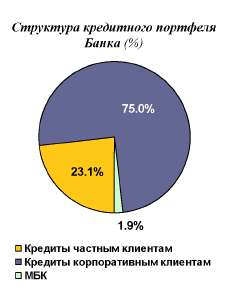 Структура кредитного портфеля
Банка (%)
75.0%
23.1%
1.9%
Кредиты частным клиентам
Кредиты корпоративным клиентам
МБК